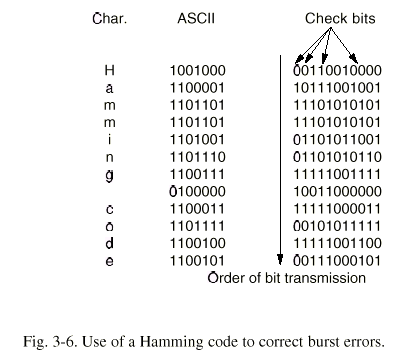 Char. ASCII Check bits
H 1001000 00110010000
a 1100001 10111001001
m 1101101 11101010101
m 1101101 11101010101
i 1101001 01101011001
n 1101110 01101010110
g 1100111 11111001111
0100000 10011000000
c 1100011 11111000011
o 1101111 00101011111
d 1100100 11111001100
e 1100101 00111000101
Order of bit transmission
Fig. 3-6. Use of a Hamming code to correct burst errors.